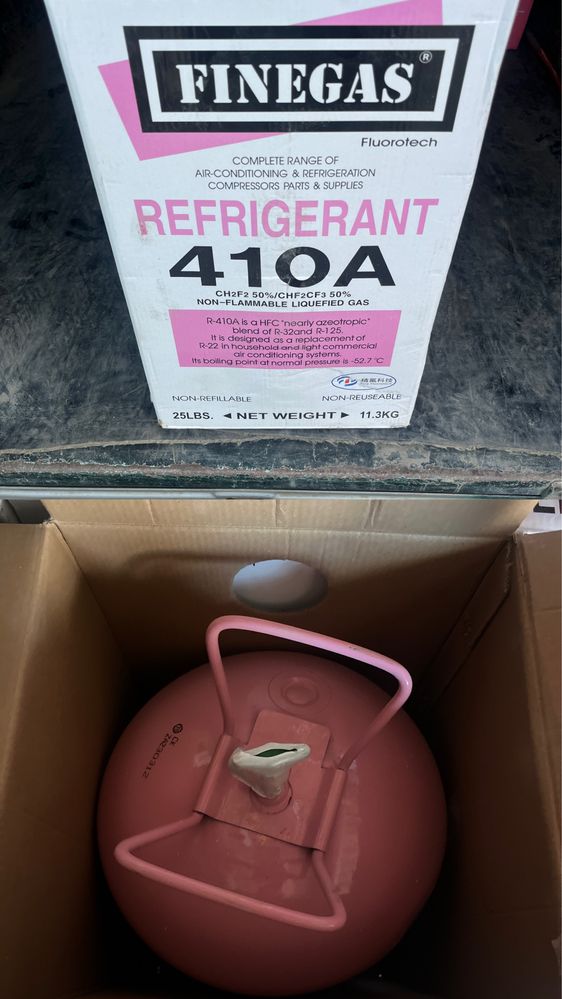 FINEGAS®
Fluorotech
COMPLETE RANGE OF
AIR-CONDITIONING & REFRIGERATION
COMPRESSORS PARTS & SUPPLIES
REFRIGERANT
410A
CH2F2 50%/CHF2CF3 50%
NON-FLAMMABLE LIQUEFIED GAS
R-410A is a HFC "nearly azeotropic"
blend of R-32and R-125.
It is designed as a replacement of
R-22 in household and light commercial
air conditioning systems.
Its boiling point at normal pressure is -52.7 °C
NON-REFILLABLE NON-REUSEABLE
25LBS. ◄ NET WEIGHT ► 11.3KG
CE
ZR230312